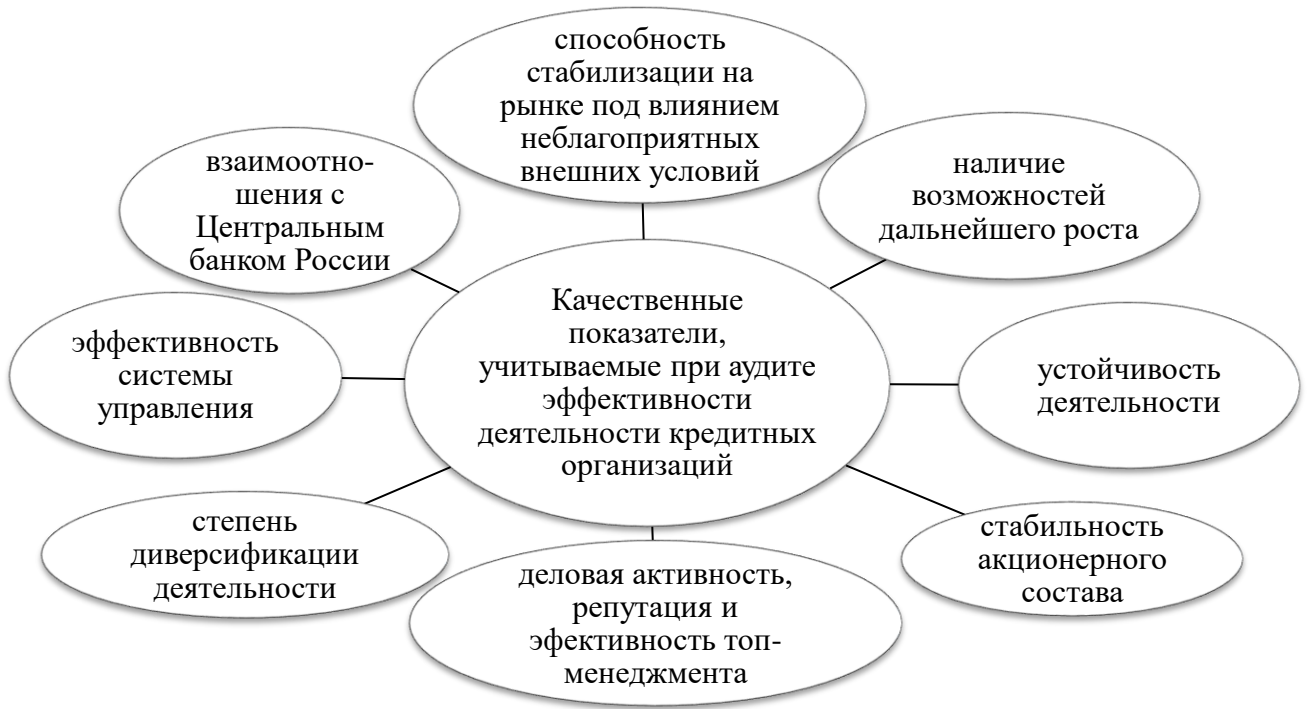 способность
стабилизации на
рынке под влиянием
неблагоприятных
внешних условий
взаимоотно-
шения с
Центральным
банком России
наличие
возможностей
дальнейшего роста
эффективность
системы
управления
Качественные
показатели,
учитываемые при аудите
эффективности
деятельности кредитных
организаций
устойчивость
деятельности
степень
диверсификации
деятельности
деловая активность,
репутация и
эфективность топ-
менеджмента
стабильность
акционерного
состава